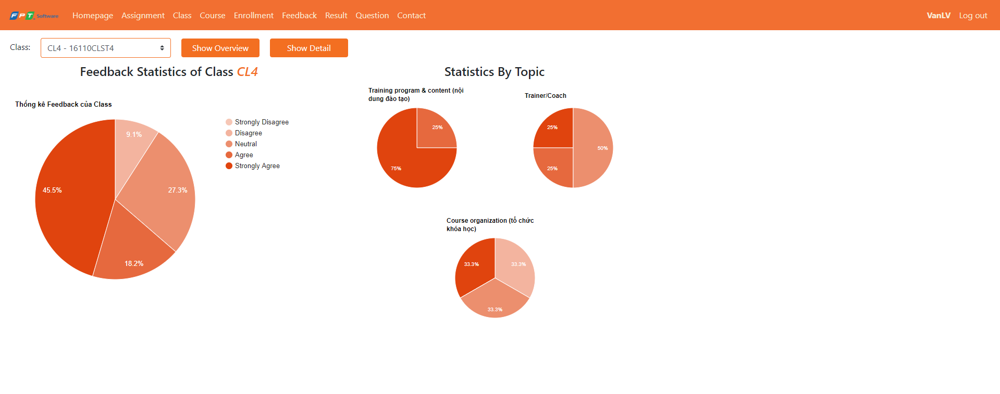 FPT Software
Homepage Assignment Class Course Enrollment Feedback Result Question Contact VanLV Log out
Class: CL4 - 16110CLST4 Show Overview Show Detail
Feedback Statistics of Class CL4
Thống kê Feedback của Class
9.1%
27.3%
18.2%
45.5%
Strongly Disagree
Disagree
Neutral
Agree
Strongly Agree
Statistics By Topic
Training program & content (nội
dung đào tạo)
25%
75%
Trainer/Coach
25%
50%
25%
Course organization (tổ chức
khóa học)
33.3%
33.3%
33.3%